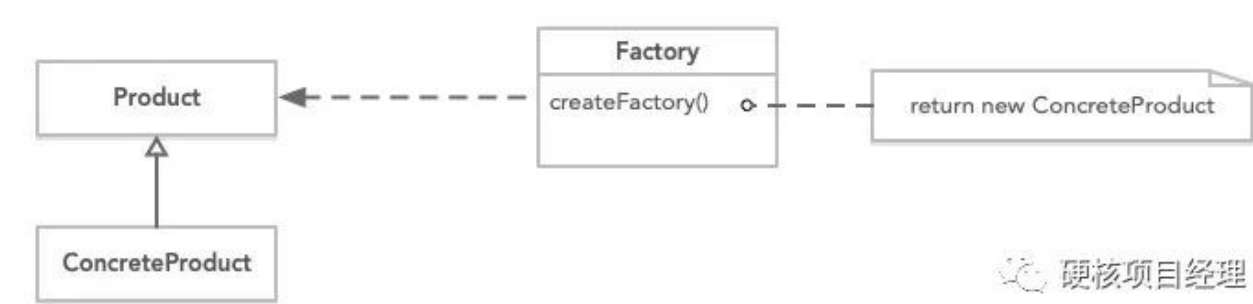 Factory
Product
createFactory()
return new ConcreteProduct
ConcreteProduct
硬核项目经理